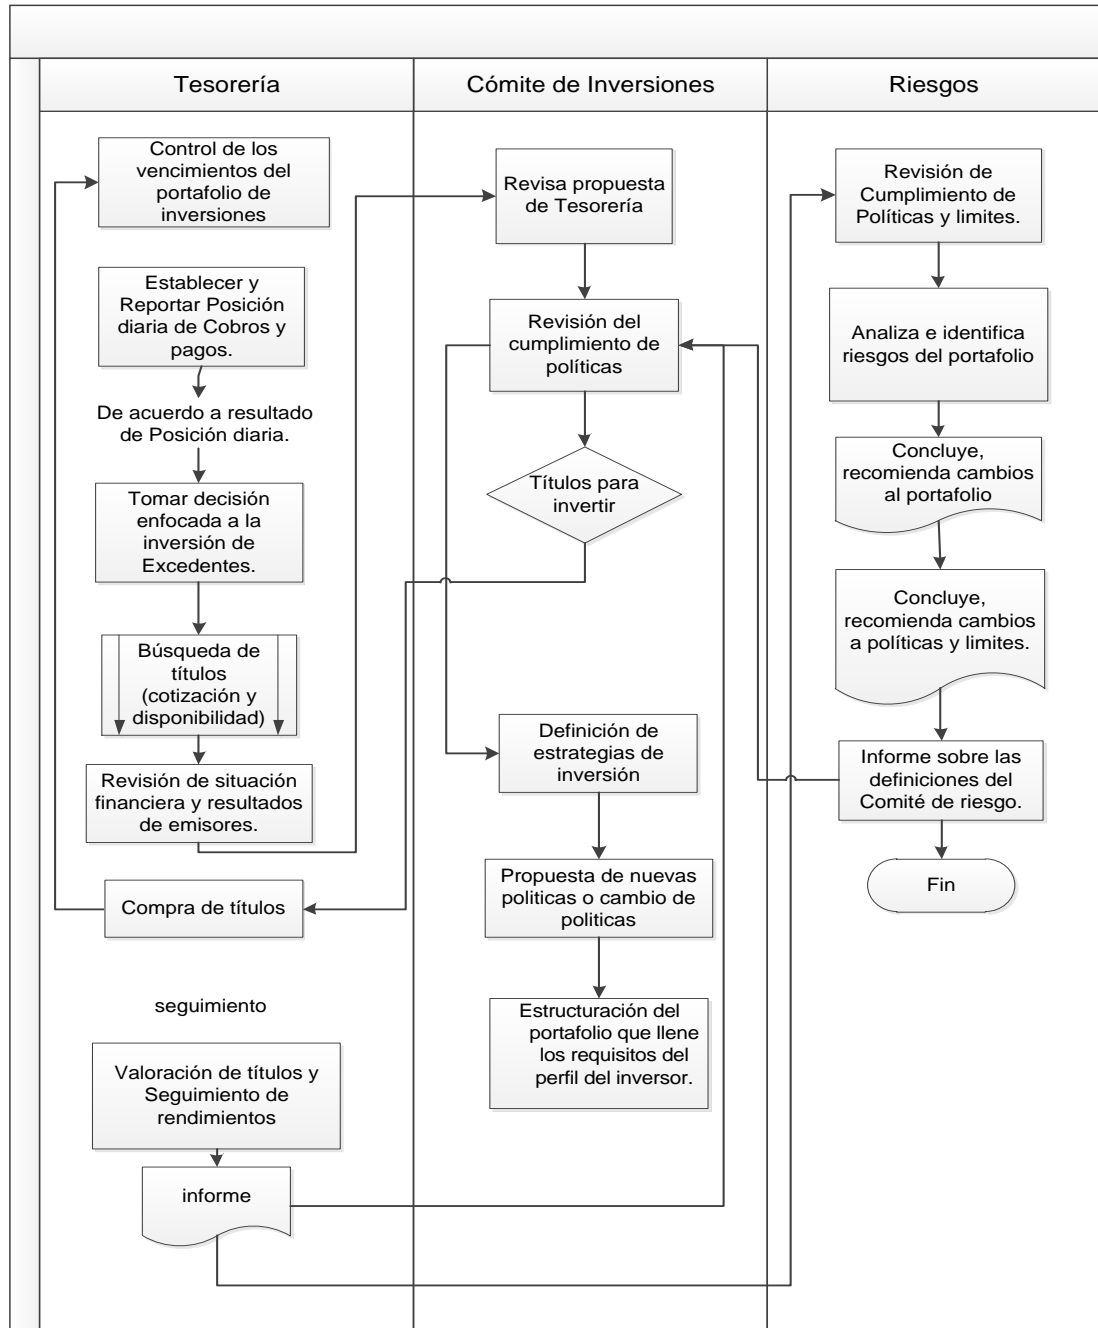 Tesorería
Cómite de Inversiones
Riesgos
Control de los
vencimientos del
portafolio de
inversiones
Establecer y
Reportar Posición
diaria de Cobros y
pagos.
De acuerdo a resultado
de Posición diaria.
Tomar decisión
enfocada a la
inversión de
Excedentes.
Búsqueda de
títulos
(cotización y
disponibilidad)
Revisión de situación
financiera y resultados
de emisores.
Compra de títulos
seguimiento
Valoración de títulos y
Seguimiento de
rendimientos
informe
Revisa propuesta
de Tesorería
Revisión del
cumplimiento de
políticas
Títulos para
invertir
Definición de
estrategias de
inversión
Propuesta de nuevas
politicas o cambio de
politicas
Estructuración del
portafolio que llene
los requisitos del
perfil del inversor.
Revisión de
Cumplimiento de
Políticas y limites.
Analiza e identifica
riesgos del portafolio
Concluye,
recomienda cambios
al portafolio
Concluye,
recomienda cambios
a políticas y limites.
Informe sobre las
definiciones del
Comité de riesgo.
Fin